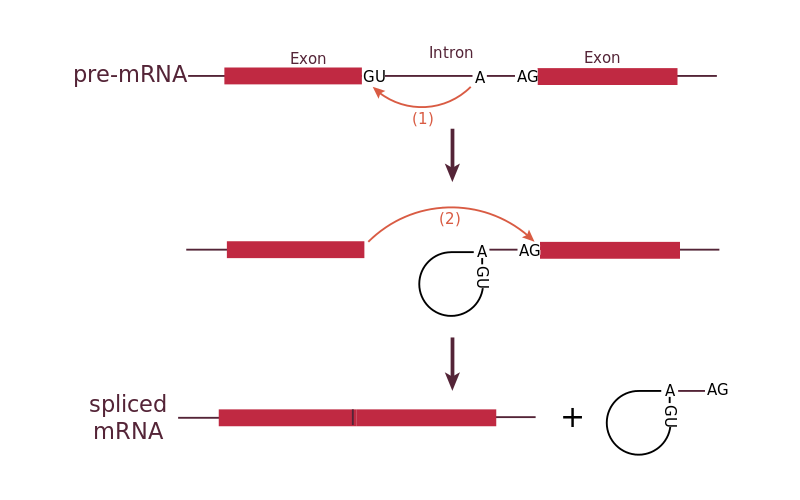 Exon
Intron
Exon
pre-mRNA
GU
A
AG
(1)
(2)
A
AG
GU
spliced
mRNA
+
A
AG
GU